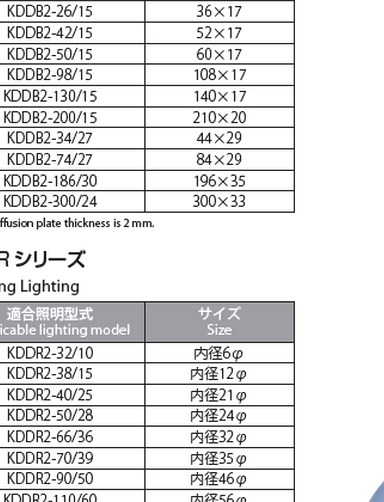 KDDB2-26/15 36×17
KDDB2-42/15 52×17
KDDB2-50/15 60×17
KDDB2-98/15 108×17
KDDB2-130/15 140×17
KDDB2-200/15 210×20
KDDB2-34/27 44×29
KDDB2-74/27 84×29
KDDB2-186/30 196×35
KDDB2-300/24 300×33
ffusion plate thickness is 2 mm.
R シリーズ
ng Lighting
適合照明型式 サイズ
icable lighting model Size
KDDR2-32/10 内径6φ
KDDR2-38/15 内径12φ
KDDR2-40/25 内径21φ
KDDR2-50/28 内径24φ
KDDR2-66/36 内径32φ
KDDR2-70/39 内径35φ
KDDR2-90/50 内径46φ
KDDR2-110/60 内径56φ